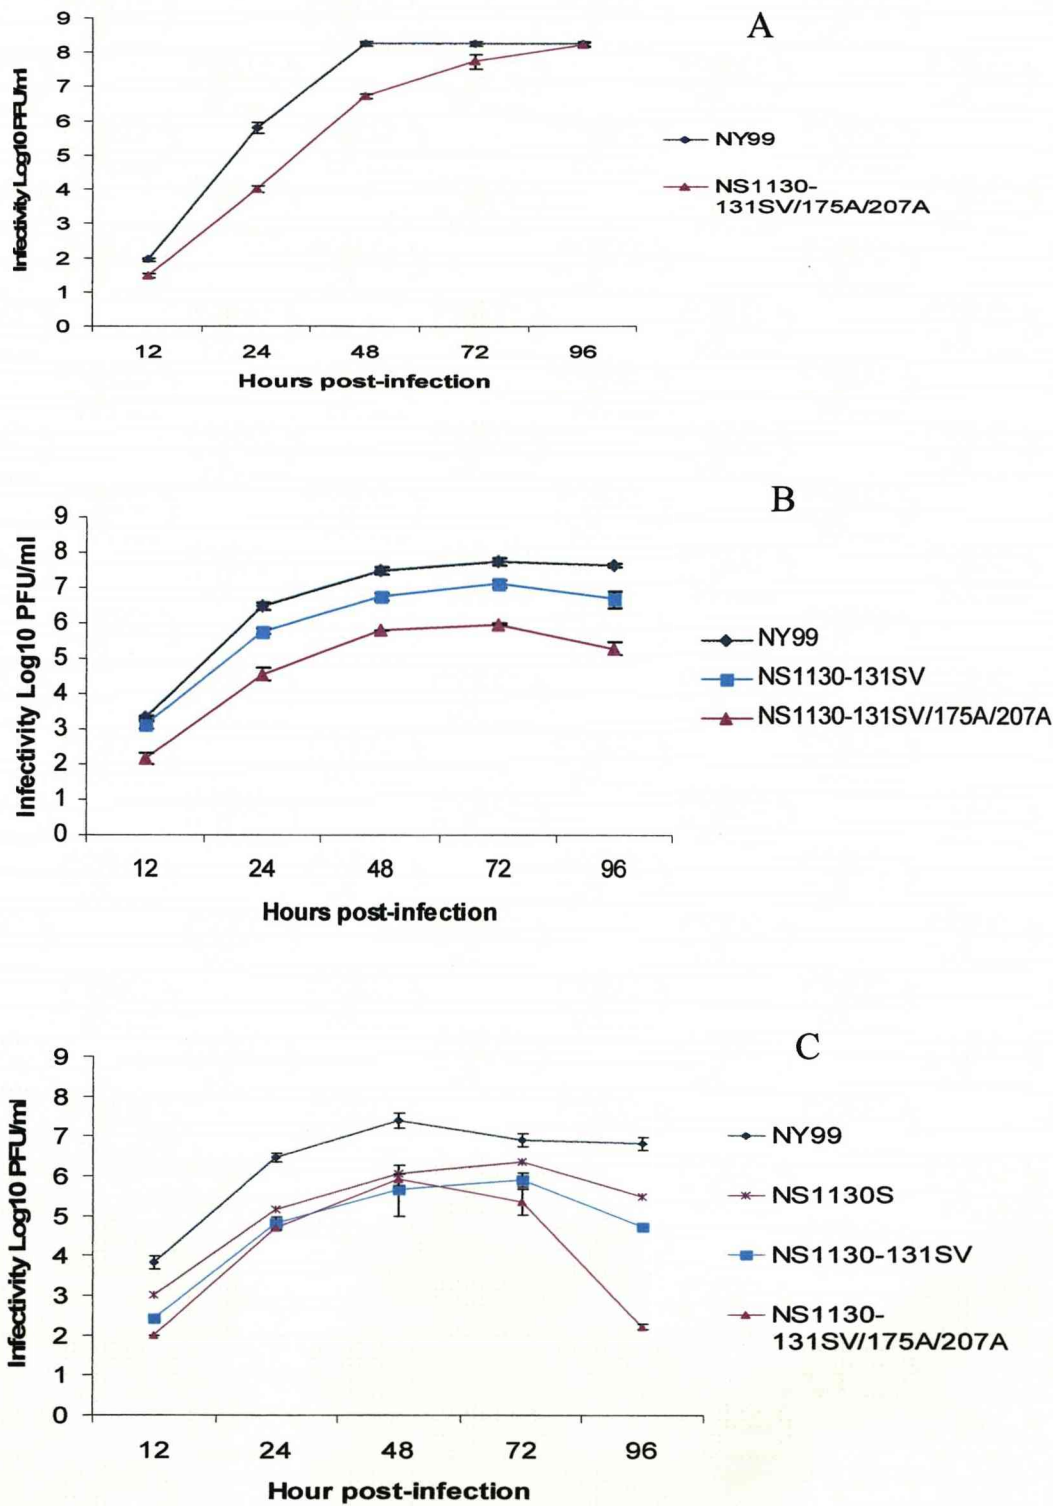 A
Infectivity Log10 PFU/ml
9
8
7
6
5
4
3
2
1
0
12 24 48 72 96
Hours post-infection
NY99
NS1130-
131SV/175A/207A
B
Infectivity Log10 PFU/ml
9
8
7
6
5
4
3
2
1
0
12 24 48 72 96
Hours post-infection
NY99
NS1130-131SV
NS1130-131SV/175A/207A
C
Infectivity Log10 PFU/ml
9
8
7
6
5
4
3
2
1
0
12 24 48 72 96
Hour post-infection
NY99
NS1130S
NS1130-131SV
NS1130-
131SV/175A/207A